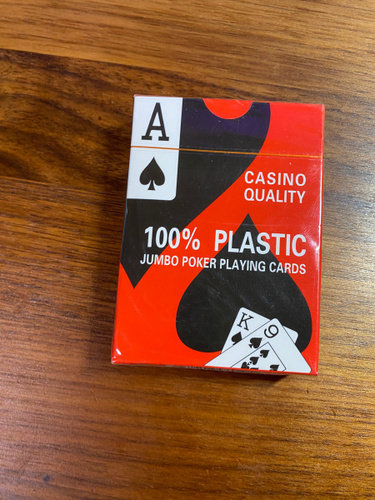 A
CASINO
QUALITY
100% PLASTIC
JUMBO POKER PLAYING CARDS
K 9